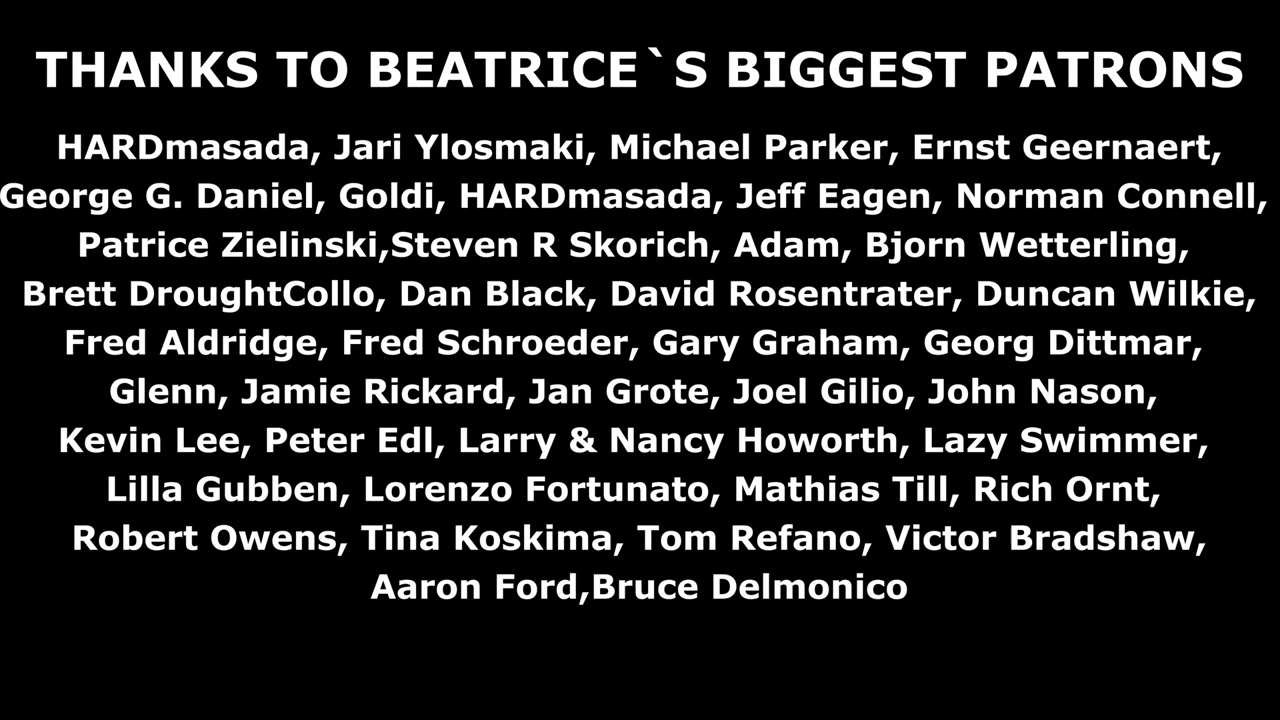 THANKS TO BEATRICE`S BIGGEST PATRONS
HARDmasada, Jari Ylosmaki, Michael Parker, Ernst Geernaert,
George G. Daniel, Goldi, HARDmasada, Jeff Eagen, Norman Connell,
Patrice Zielinski,Steven R Skorich, Adam, Bjorn Wetterling,
Brett DroughtCollo, Dan Black, David Rosentrater, Duncan Wilkie,
Fred Aldridge, Fred Schroeder, Gary Graham, Georg Dittmar,
Glenn, Jamie Rickard, Jan Grote, Joel Gilio, John Nason,
Kevin Lee, Peter Edl, Larry & Nancy Howorth, Lazy Swimmer,
Lilla Gubben, Lorenzo Fortunato, Mathias Till, Rich Ornt,
Robert Owens, Tina Koskima, Tom Refano, Victor Bradshaw,
Aaron Ford,Bruce Delmonico